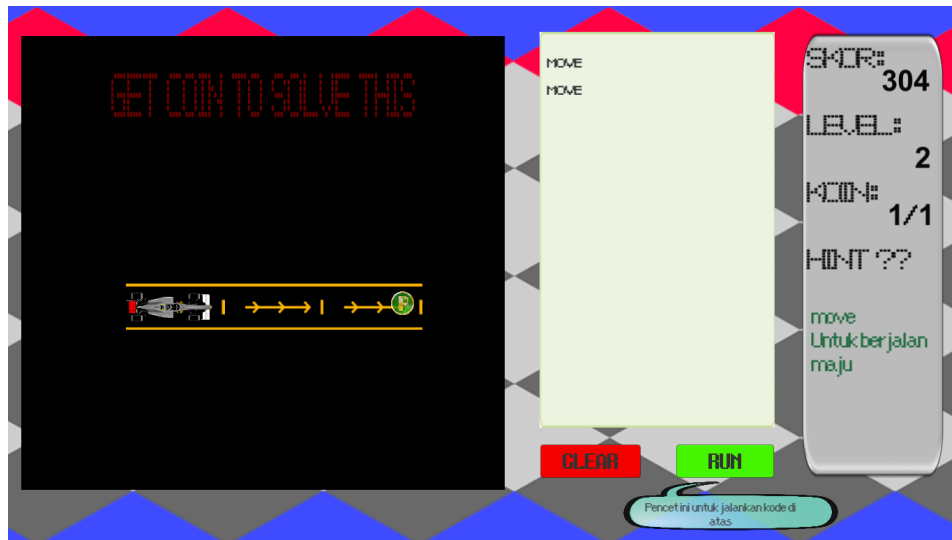 GET COIN TO SOLVE THIS
MOVE
MOVE
CLEAR
RUN
Pencet ini untuk jalankan kode di
atas
SKOR:
304
LEVEL:
2
KOIN:
1/1
HINT ??
move
Untuk berjalan
maju
F